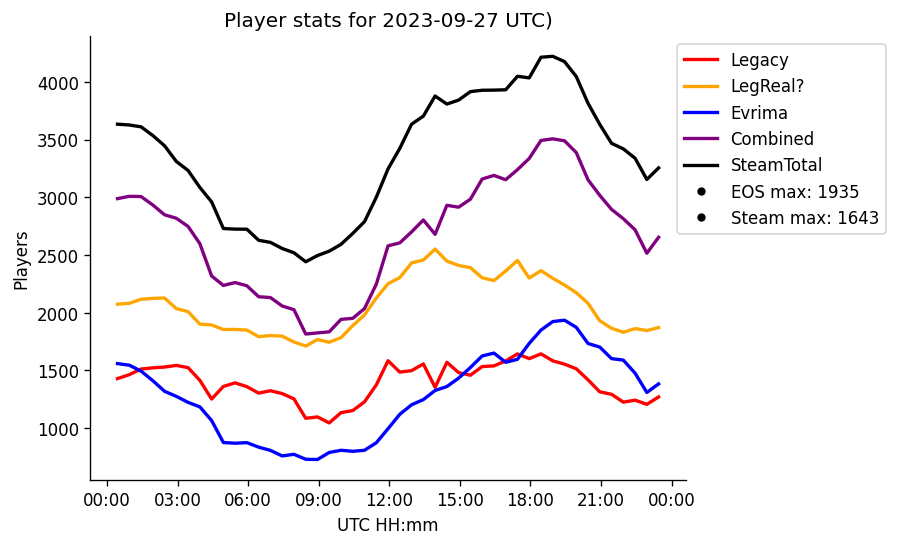 Player stats for 2023-09-27 UTC)
Players
4000
3500
3000
2500
2000
1500
1000
00:00 03:00 06:00 09:00 12:00 15:00 18:00 21:00 00:00
UTC HH:mm
Legacy
LegReal?
Evrima
Combined
SteamTotal
EOS max: 1935
Steam max: 1643